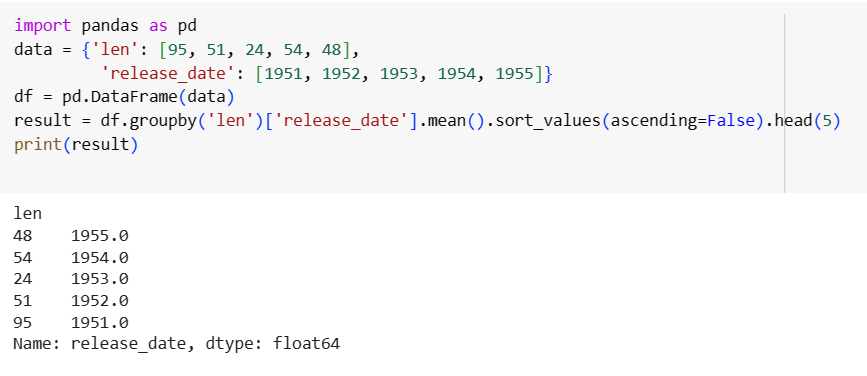 import pandas as pd
data = {'len': [95, 51, 24, 54, 48],
        'release_date': [1951, 1952, 1953, 1954, 1955]}
df = pd.DataFrame(data)
result = df.groupby('len')['release_date'].mean().sort_values(ascending=False).head(5)
print(result)
len
48    1955.0
54    1954.0
24    1953.0
51    1952.0
95    1951.0
Name: release_date, dtype: float64